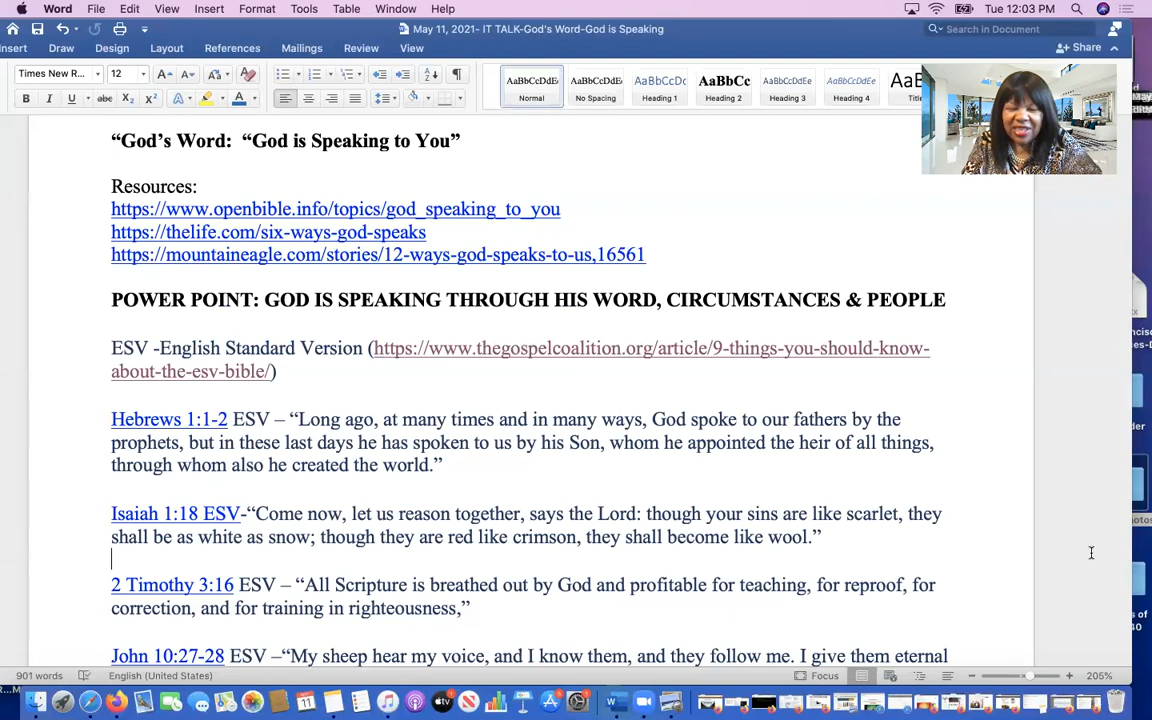 Word File Edit View Insert Format Tools Table Window Help Tue 12:03 PM
May 11, 2021- IT TALK-God's Word-God is Speaking
Search in Document
Insert Draw Design Layout References Mailings Review View
Share
Times New R... 12
AaBbCcDdEe AaBbCcDdEe AaBbCcDc AaBbCc AaBbCcDdEe AaBbCcDdEe AaBb
Normal No Spacing Heading 1 Heading 2 Heading 3 Heading 4 Title
“God’s Word: “God is Speaking to You”
Resources:
https://www.openbible.info/topics/god_speaking_to_you
https://thelife.com/six-ways-god-speaks
https://mountaineagle.com/stories/12-ways-god-speaks-to-us,16561
POWER POINT: GOD IS SPEAKING THROUGH HIS WORD, CIRCUMSTANCES & PEOPLE
ESV -English Standard Version (https://www.thegospelcoalition.org/article/9-things-you-should-know-
about-the-esv-bible/)
Hebrews 1:1-2 ESV – “Long ago, at many times and in many ways, God spoke to our fathers by the
prophets, but in these last days he has spoken to us by his Son, whom he appointed the heir of all things,
through whom also he created the world.”
Isaiah 1:18 ESV-“Come now, let us reason together, says the Lord: though your sins are like scarlet, they
shall be as white as snow; though they are red like crimson, they shall become like wool.”
2 Timothy 3:16 ESV – “All Scripture is breathed out by God and profitable for teaching, for reproof, for
correction, and for training in righteousness,”
John 10:27-28 ESV –“My sheep hear my voice, and I know them, and they follow me. I give them eternal
901 words English (United States) Focus 205%